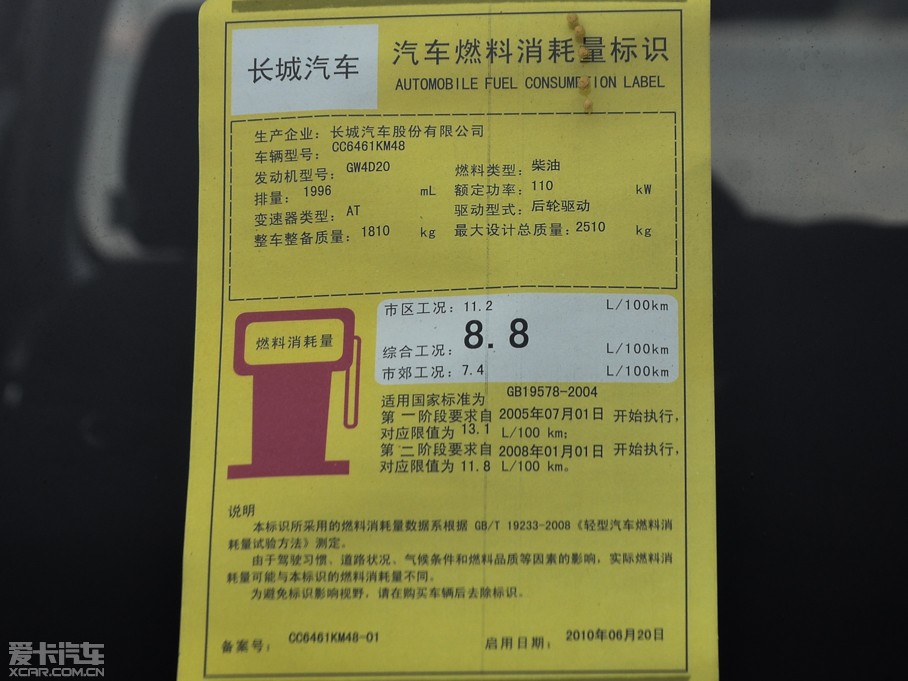 长城汽车
汽车燃料消耗量标识
AUTOMOBILE FUEL CONSUMPTION LABEL
生产企业: 长城汽车股份有限公司
车辆型号: CC6461KM48
发动机型号: GW4D20 燃料类型: 柴油
排量: 1996 mL 额定功率: 110 kW
变速器类型: AT 驱动型式: 后轮驱动
整车整备质量: 1810 kg 最大设计总质量: 2510 kg
燃料消耗量
市区工况: 11.2 L/100km
综合工况: 8.8 L/100km
市郊工况: 7.4 L/100km
适用国家标准为 GB19578-2004
第一阶段要求自 2005年07月01日 开始执行,
对应限值为 13.1 L/100 km;
第二阶段要求自 2008年01月01日 开始执行,
对应限值为 11.8 L/100 km。
说明
本标识所采用的燃料消耗量数据系根据 GB/T 19233-2008《轻型汽车燃料消
耗量试验方法》测定。
由于驾驶习惯、道路状况、气候条件和燃料品质等因素的影响, 实际燃料消
耗量可能与本标识的燃料消耗量不同。
为避免标识影响视野, 请在购买车辆后去除标识。
备案号: CC6461KM48-01 启用日期: 2010年06月20日
爱卡汽车
XCAR.COM.CN